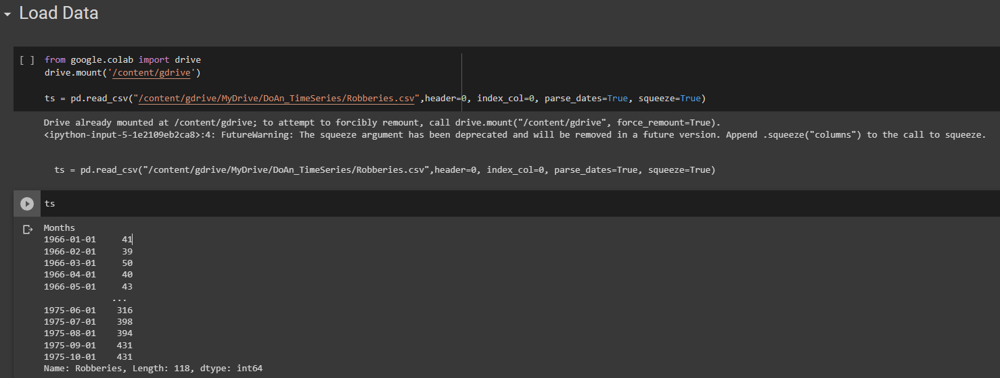 Load Data
[ ] from google.colab import drive
drive.mount('/content/gdrive')
ts = pd.read_csv("/content/gdrive/MyDrive/DoAn_TimeSeries/Robberies.csv",header=0, index_col=0, parse_dates=True, squeeze=True)
Drive already mounted at /content/gdrive; to attempt to forcibly remount, call drive.mount("/content/gdrive", force_remount=True).
<ipython-input-5-1e2109eb2ca8>:4: FutureWarning: The squeeze argument has been deprecated and will be removed in a future version. Append .squeeze("columns") to the call to squeeze.
ts = pd.read_csv("/content/gdrive/MyDrive/DoAn_TimeSeries/Robberies.csv",header=0, index_col=0, parse_dates=True, squeeze=True)
ts
Months
1966-01-01 41
1966-02-01 39
1966-03-01 50
1966-04-01 40
1966-05-01 43
...
1975-06-01 316
1975-07-01 398
1975-08-01 394
1975-09-01 431
1975-10-01 431
Name: Robberies, Length: 118, dtype: int64